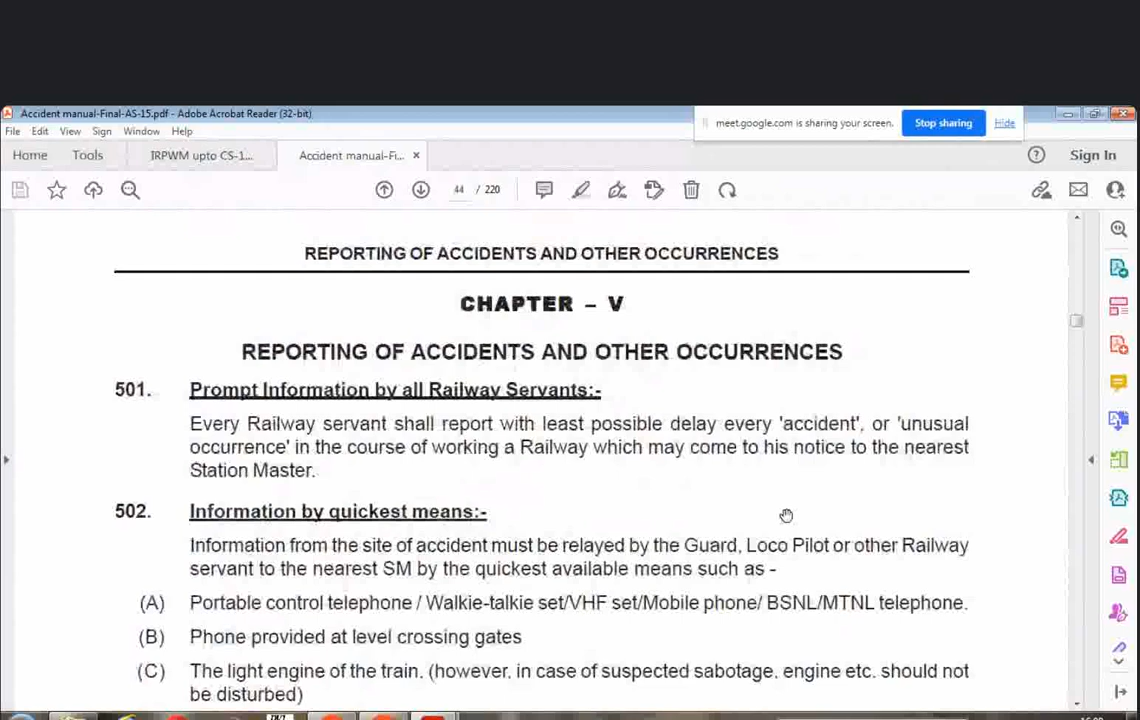 Accident manual-Final-AS-15.pdf - Adobe Acrobat Reader (32-bit)
meet.google.com is sharing your screen. Stop sharing Hide
File Edit View Sign Window Help
Home Tools IRPWM upto CS-1... Accident manual-Fi... × Sign In
44 / 220
REPORTING OF ACCIDENTS AND OTHER OCCURRENCES
CHAPTER – V
REPORTING OF ACCIDENTS AND OTHER OCCURRENCES
501. Prompt Information by all Railway Servants:-
Every Railway servant shall report with least possible delay every 'accident', or 'unusual
occurrence' in the course of working a Railway which may come to his notice to the nearest
Station Master.
502. Information by quickest means:-
Information from the site of accident must be relayed by the Guard, Loco Pilot or other Railway
servant to the nearest SM by the quickest available means such as -
(A) Portable control telephone / Walkie-talkie set/VHF set/Mobile phone/ BSNL/MTNL telephone.
(B) Phone provided at level crossing gates
(C) The light engine of the train, (however, in case of suspected sabotage, engine etc. should not
be disturbed)